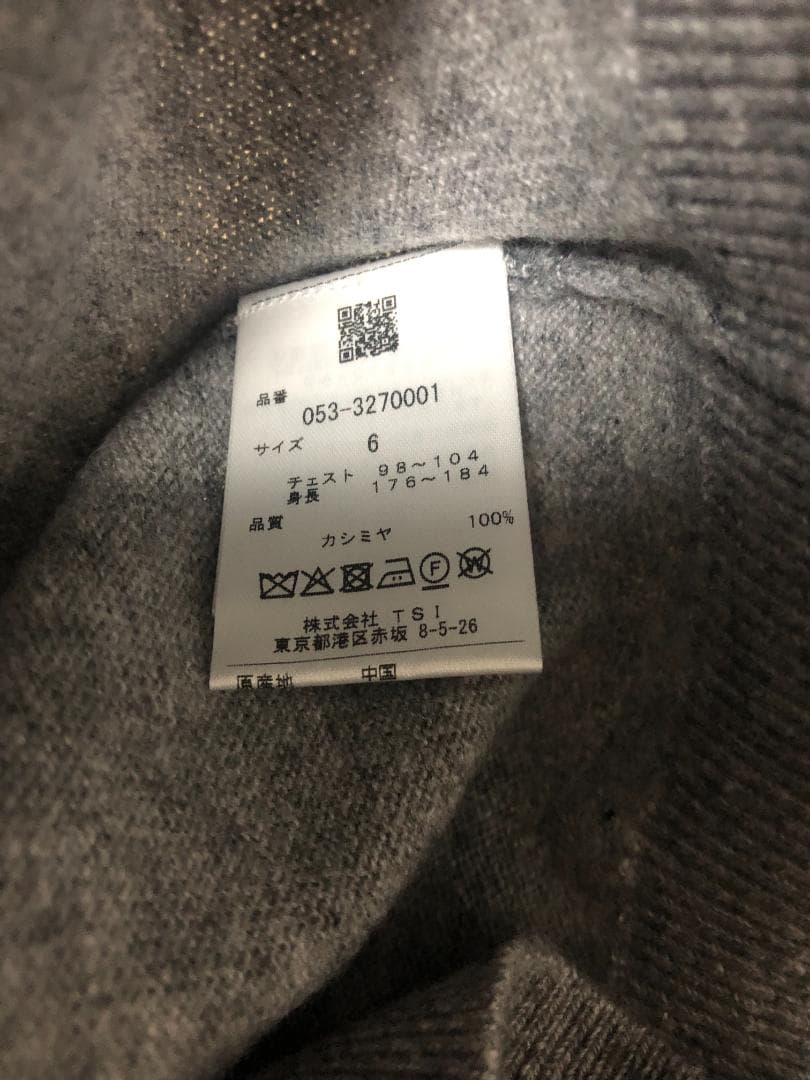 品番 053-3270001
サイズ 6
チェスト 98～104
身長 176～184
品質
カシミヤ 100%
F W
株式会社 TSI
東京都港区赤坂 8-5-26
原産地 中国